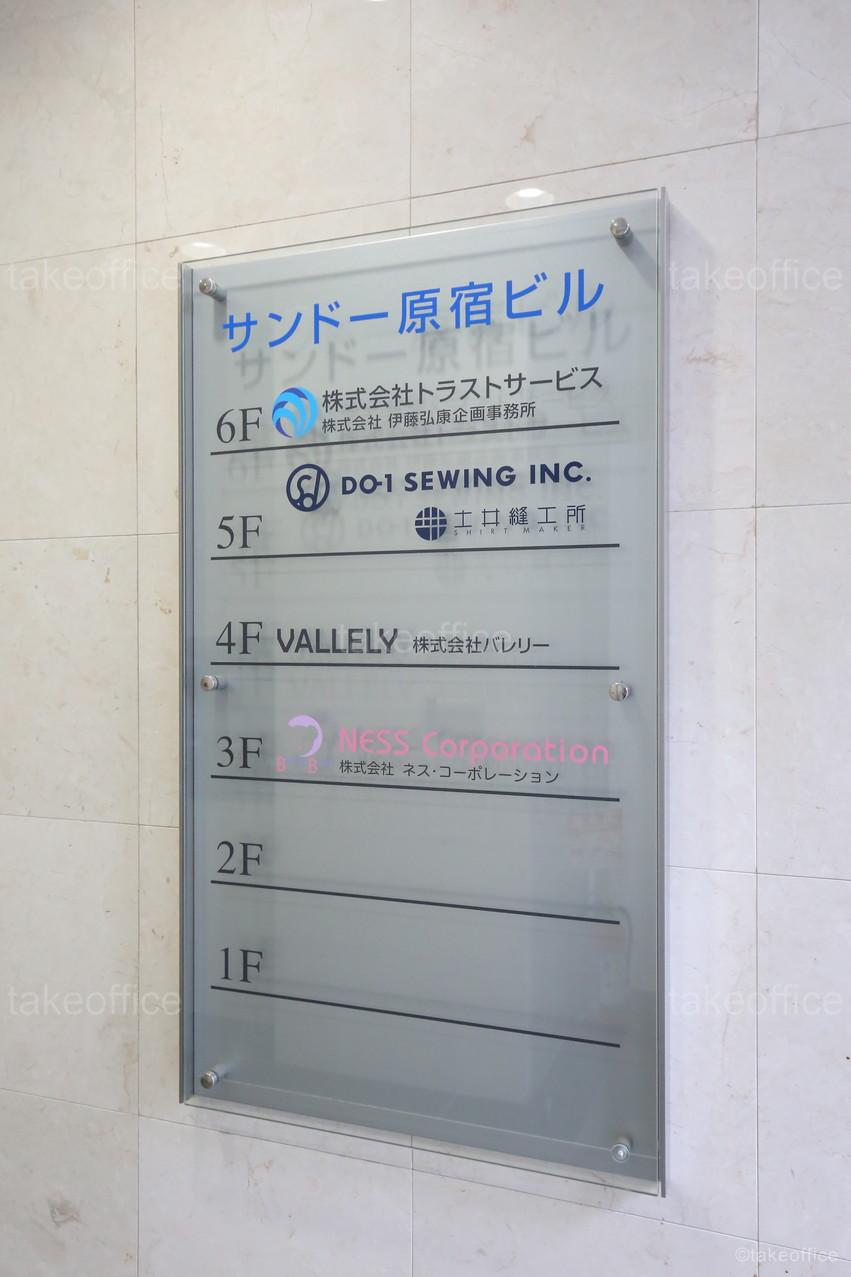 サンドー原宿ビル
6F 株式会社トラストサービス
株式会社 伊藤弘康企画事務所
DO-1 SEWING INC.
5F 土井縫工所
SHIRT MAKER
4F VALLELY 株式会社バレリー
3F NESS Corporation
株式会社 ネス・コーポレーション
2F
1F
takeoffice
takeoffice
takeoffice
takeoffice
takeoffice
©takeoffice